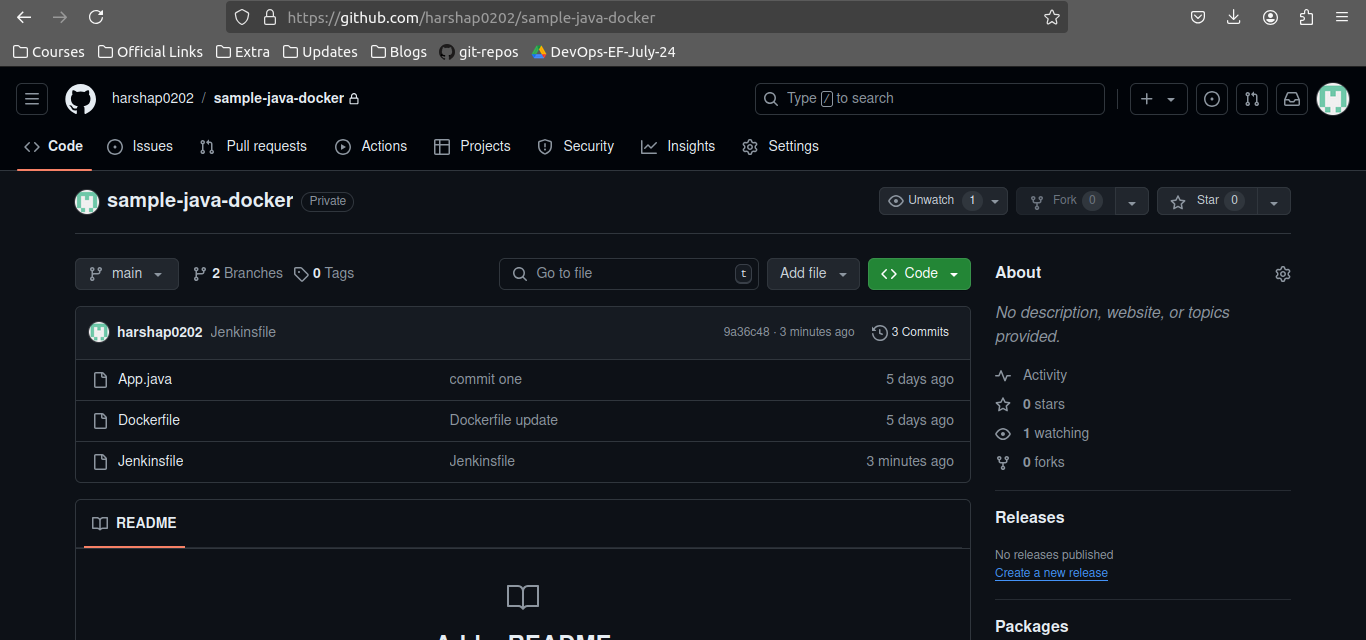 https://github.com/harshap0202/sample-java-docker
Courses Official Links Extra Updates Blogs git-repos DevOps-EF-July-24
harshap0202 / sample-java-docker
Type / to search
Code Issues Pull requests Actions Projects Security Insights Settings
sample-java-docker Private
Unwatch 1 Fork 0 Star 0
main 2 Branches 0 Tags
Go to file t Add file Code
harshap0202 Jenkinsfile 9a36c48 · 3 minutes ago 3 Commits
App.java commit one 5 days ago
Dockerfile Dockerfile update 5 days ago
Jenkinsfile Jenkinsfile 3 minutes ago
README
About
No description, website, or topics
provided.
Activity
0 stars
1 watching
0 forks
Releases
No releases published
Create a new release
Packages